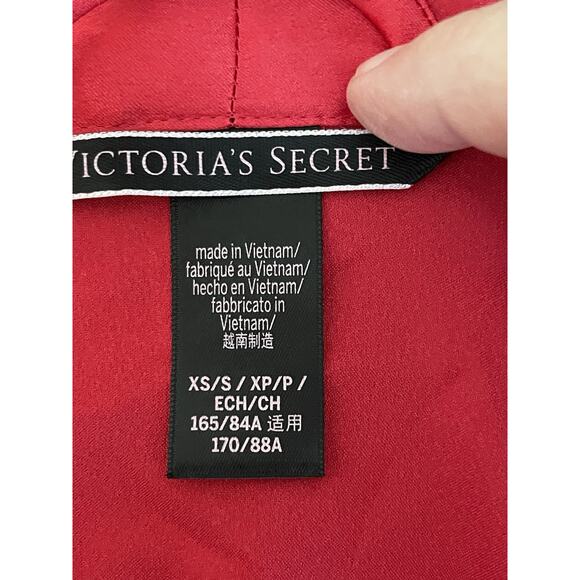 VICTORIA'S SECRET
made in Vietnam/
fabriqué au Vietnam/
hecho en Vietnam/
fabbricato in
Vietnam/
越南制造
XS/S / XP/P /
ECH/CH
165/84A 适用
170/88A